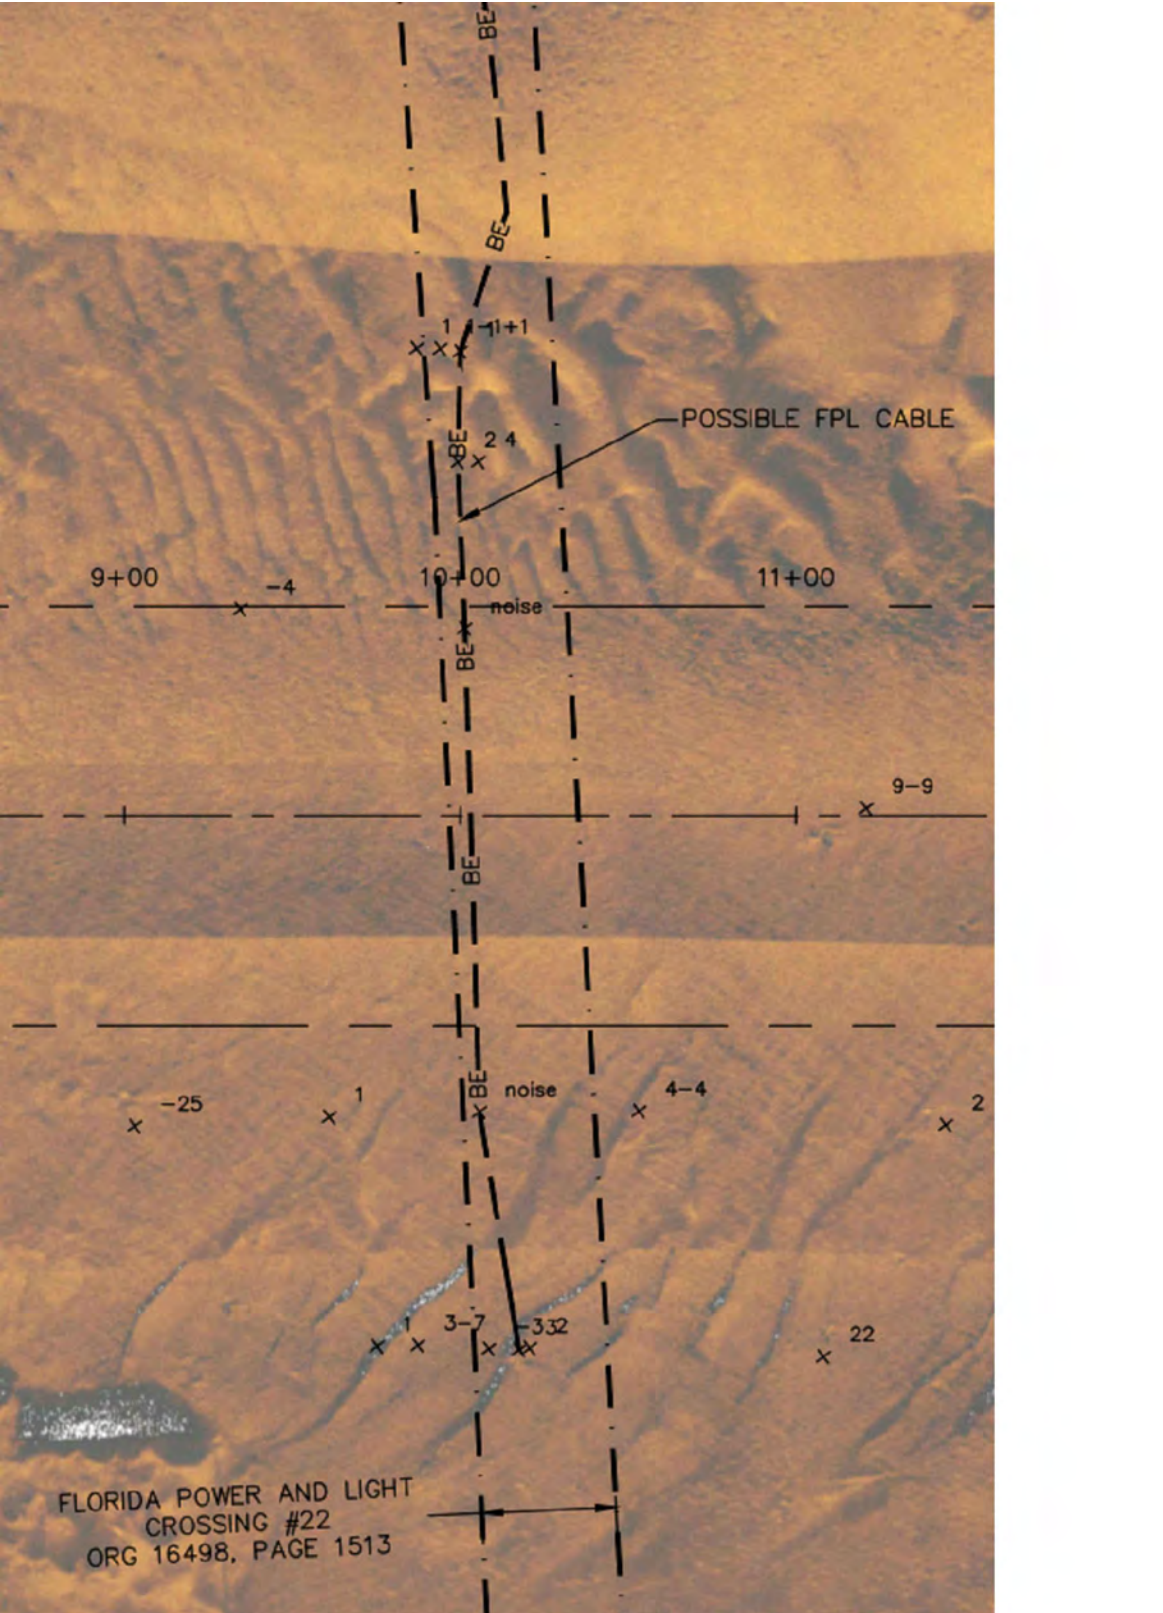 BE
BE
1
1+1
POSSIBLE FPL CABLE
BE
2 4
9+00
-4
10+00
11+00
noise
BE
9-9
BE
BE
noise
4-4
-25
1
2
1
3-7
-332
22
FLORIDA POWER AND LIGHT
CROSSING #22
ORG 16498, PAGE 1513